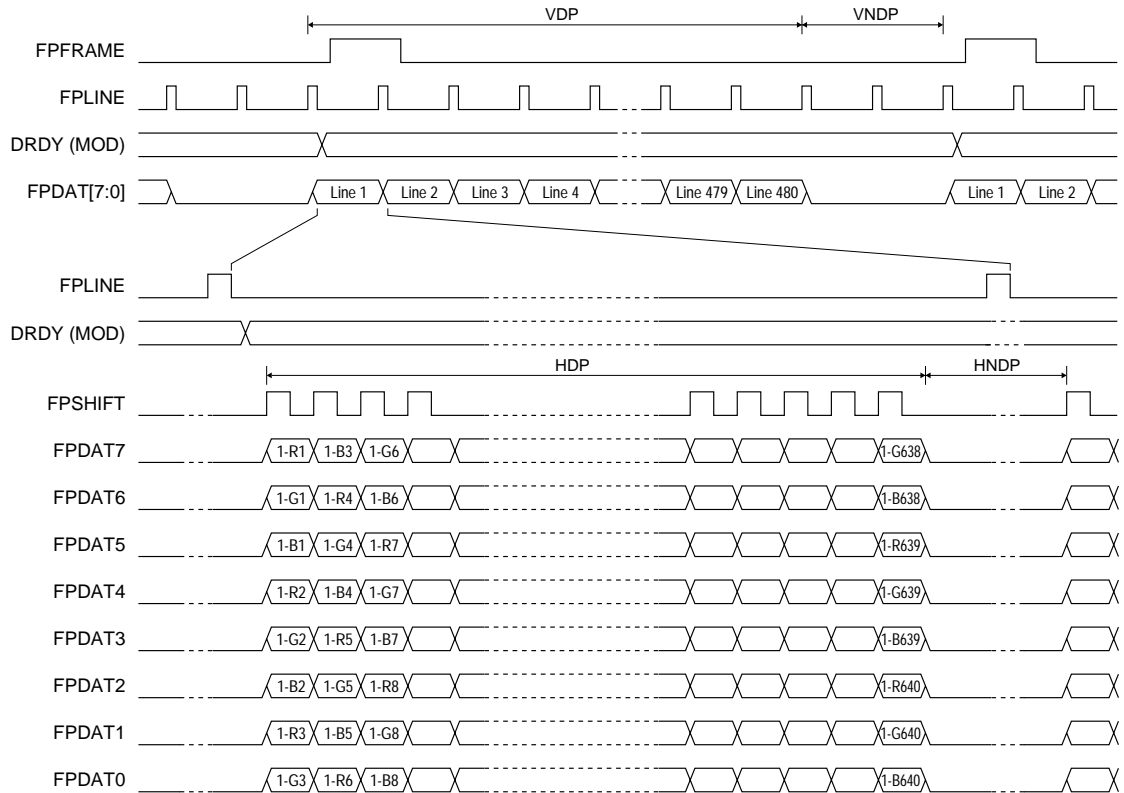 VDP VNDP
FPFRAME
FPLINE
DRDY (MOD)
FPDAT[7:0] Line 1 Line 2 Line 3 Line 4 Line 479 Line 480 Line 1 Line 2
FPLINE
DRDY (MOD)
HDP HNDP
FPSHIFT
FPDAT7 1-R1 1-B3 1-G6 1-G638
FPDAT6 1-G1 1-R4 1-B6 1-B638
FPDAT5 1-B1 1-G4 1-R7 1-R639
FPDAT4 1-R2 1-B4 1-G7 1-G639
FPDAT3 1-G2 1-R5 1-B7 1-B639
FPDAT2 1-B2 1-G5 1-R8 1-R640
FPDAT1 1-R3 1-B5 1-G8 1-G640
FPDAT0 1-G3 1-R6 1-B8 1-B640